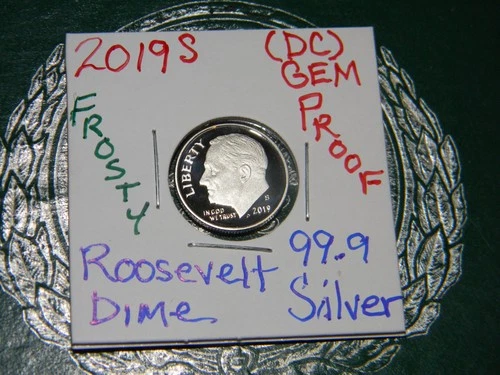 2019S
(DC)
GEM
PROOF
FROSTY
LIBERTY
IN GOD
WE TRUST
S
2019
Roosevelt
Dime
99.9
Silver